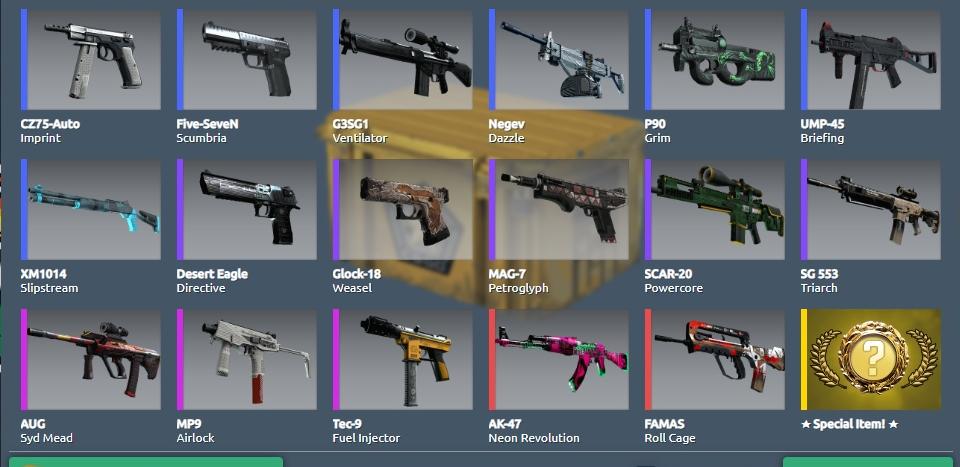 CZ75-Auto
Imprint
Five-SeveN
Scumbria
G3SG1
Ventilator
Negev
Dazzle
P90
Grim
UMP-45
Briefing
XM1014
Slipstream
Desert Eagle
Directive
Glock-18
Weasel
MAG-7
Petroglyph
SCAR-20
Powercore
SG 553
Triarch
AUG
Syd Mead
MP9
Airlock
Tec-9
Fuel Injector
AK-47
Neon Revolution
FAMAS
Roll Cage
?
★ Special Item! ★